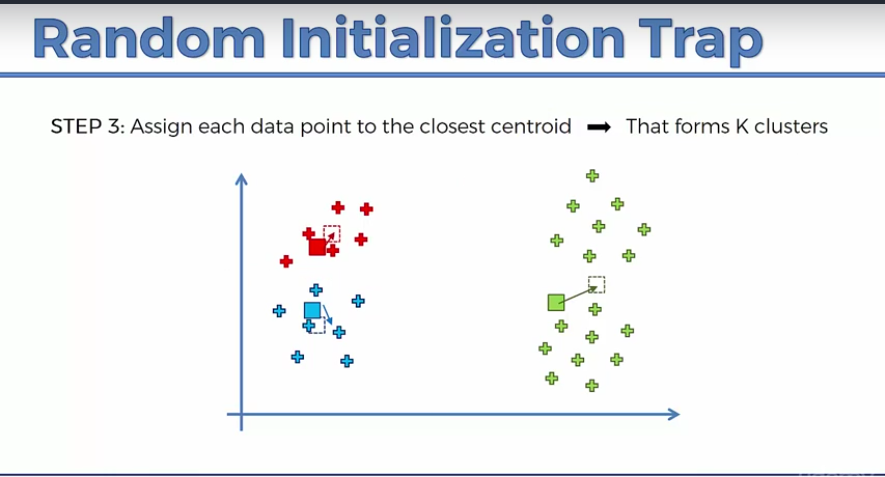 Random Initialization Trap
STEP 3: Assign each data point to the closest centroid ➡ That forms K clusters